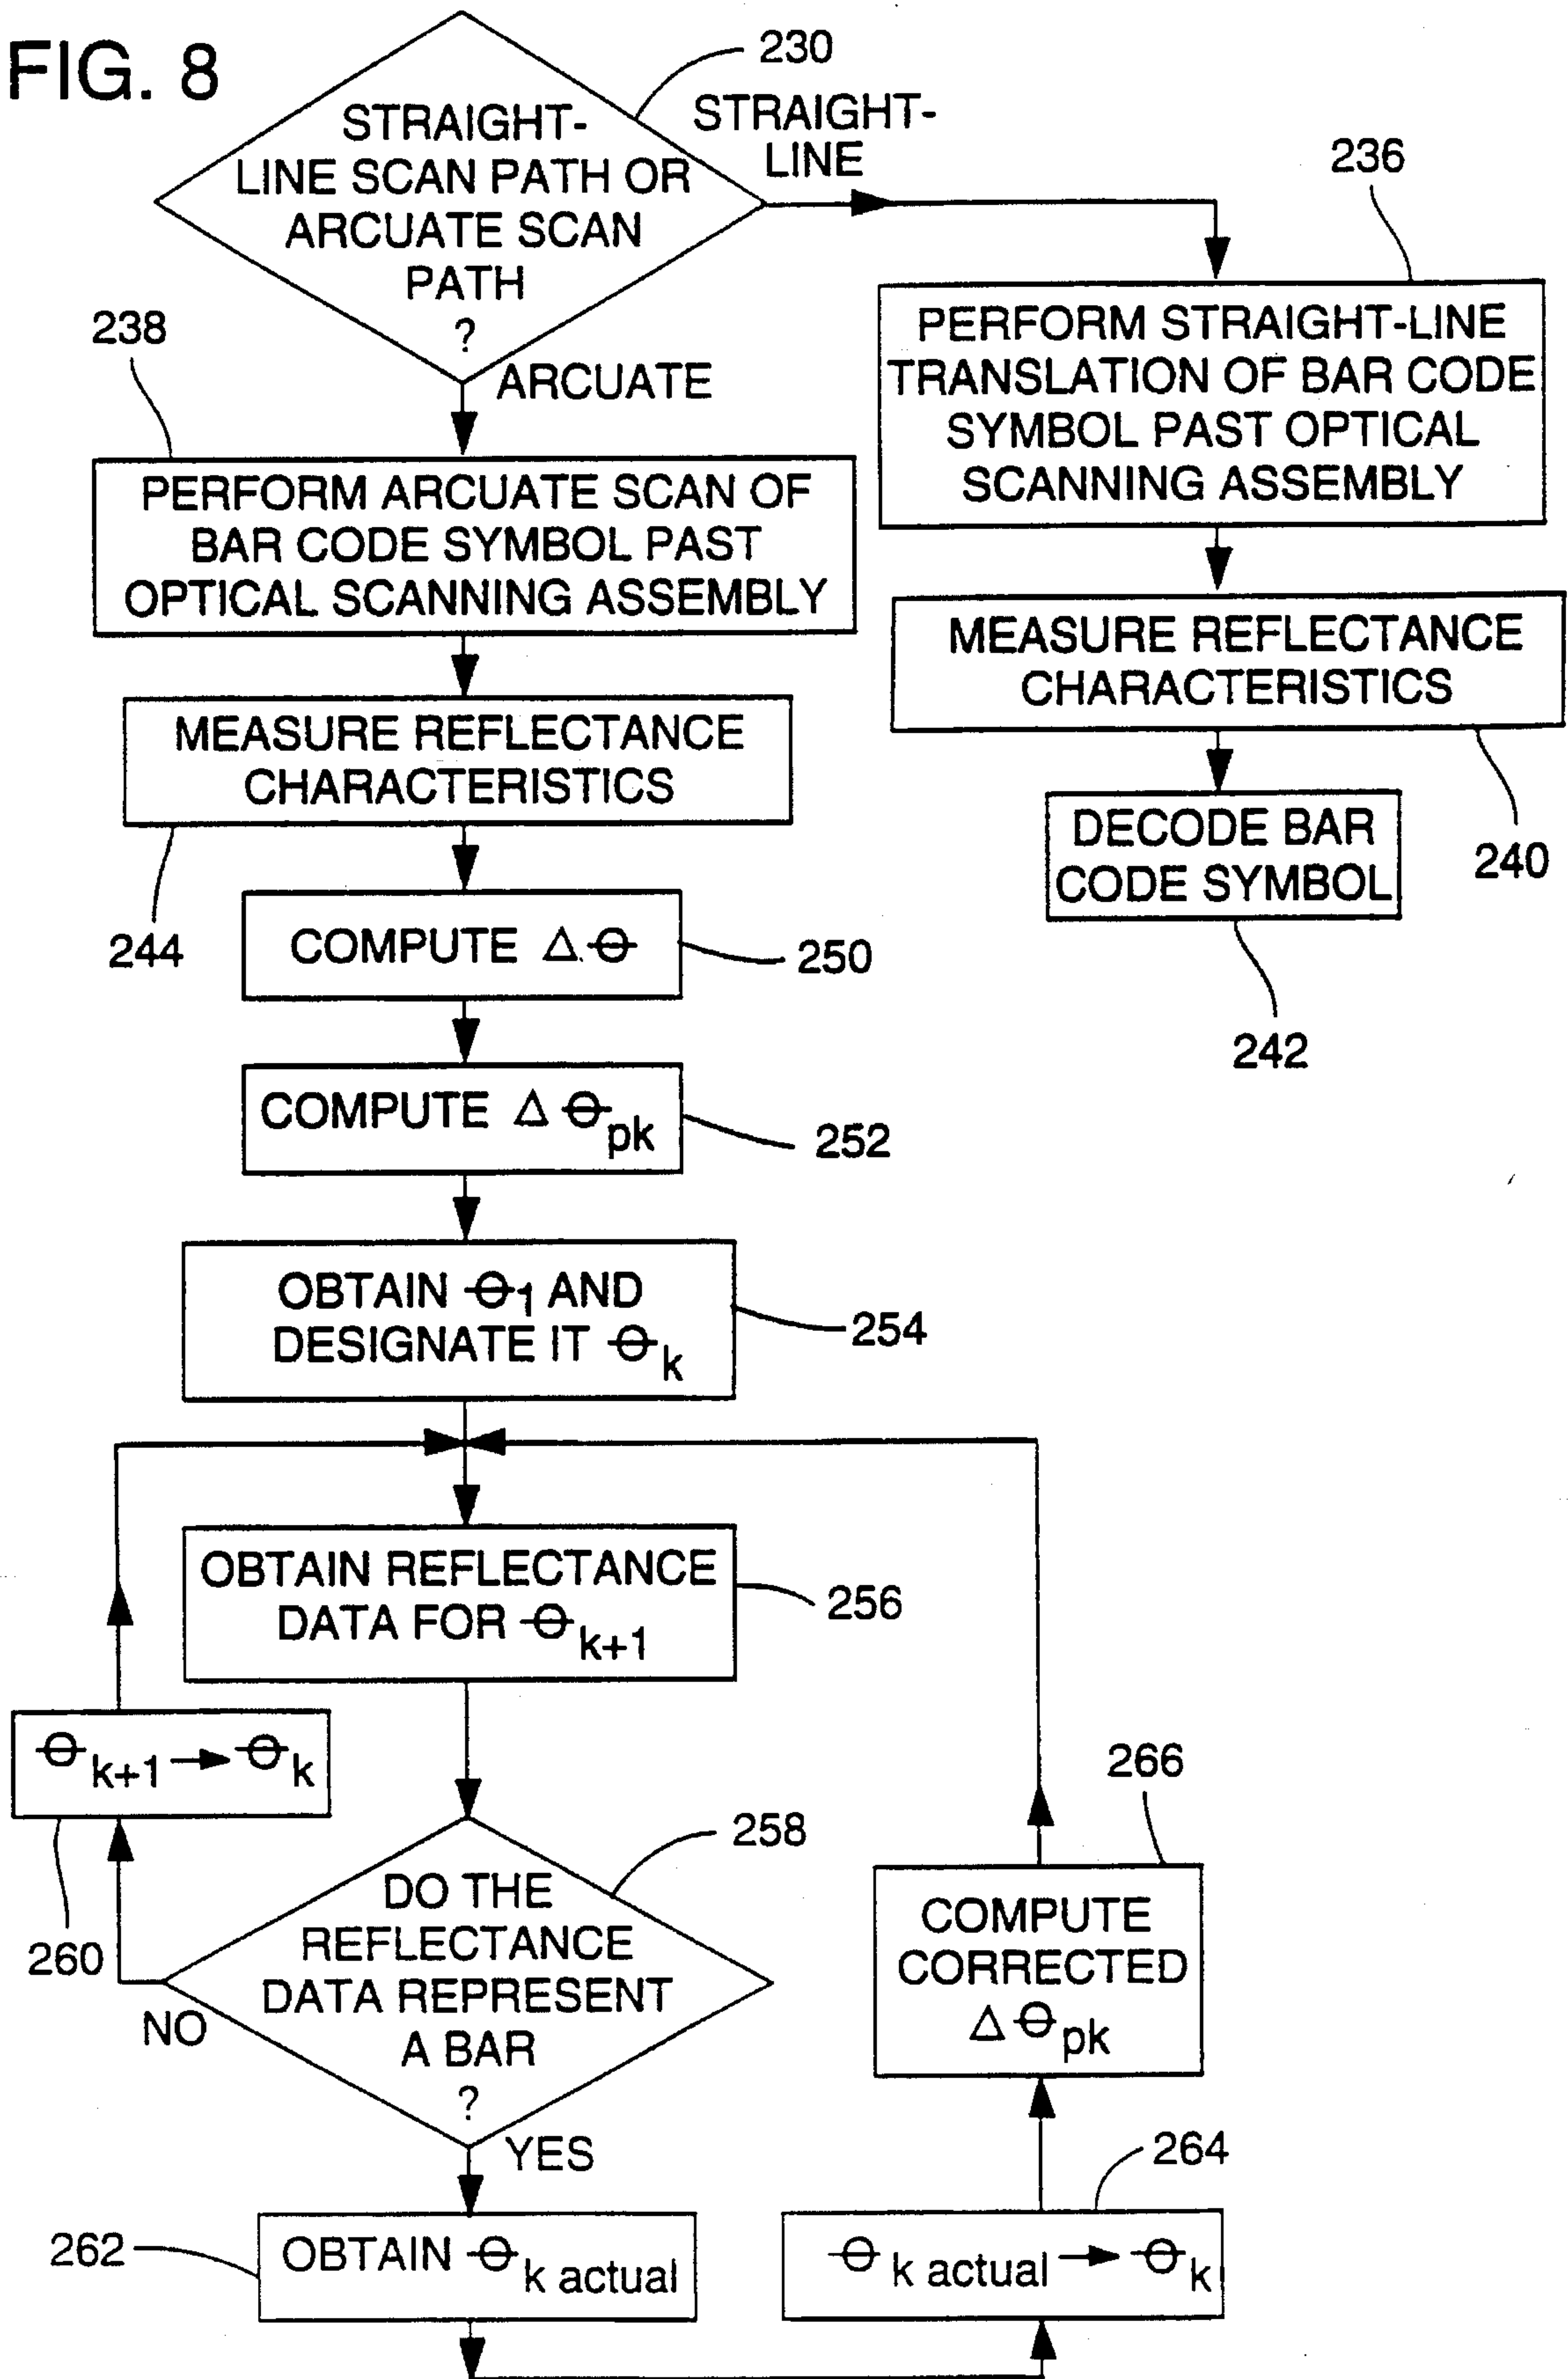 FIG. 8
230
STRAIGHT-
LINE SCAN PATH OR
ARCUATE SCAN
PATH
?
STRAIGHT-
LINE
ARCUATE
236
PERFORM STRAIGHT-LINE
TRANSLATION OF BAR CODE
SYMBOL PAST OPTICAL
SCANNING ASSEMBLY
238
PERFORM ARCUATE SCAN OF
BAR CODE SYMBOL PAST
OPTICAL SCANNING ASSEMBLY
MEASURE REFLECTANCE
CHARACTERISTICS
240
DECODE BAR
CODE SYMBOL
242
MEASURE REFLECTANCE
CHARACTERISTICS
244
COMPUTE Δ Θ
250
COMPUTE Δ Θpk
252
OBTAIN Θ1 AND
DESIGNATE IT Θk
254
OBTAIN REFLECTANCE
DATA FOR Θk+1
256
Θk+1 → Θk
260
DO THE
REFLECTANCE
DATA REPRESENT
A BAR
?
258
NO
YES
262
OBTAIN Θk actual
Θk actual → Θk
264
COMPUTE
CORRECTED
Δ Θpk
266